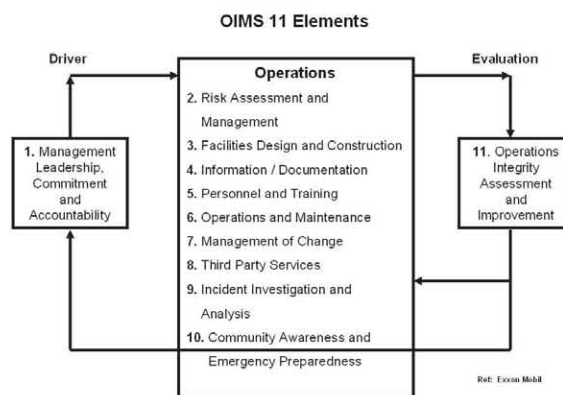 OIMS 11 Elements
Driver
Evaluation
Operations
2. Risk Assessment and
Management
3. Facilities Design and Construction
4. Information / Documentation
5. Personnel and Training
6. Operations and Maintenance
7. Management of Change
8. Third Party Services
9. Incident Investigation and
Analysis
10. Community Awareness and
Emergency Preparedness
1. Management
Leadership,
Commitment
and
Accountability
11. Operations
Integrity
Assessment
and
Improvement
Ref: Exxon Mobil